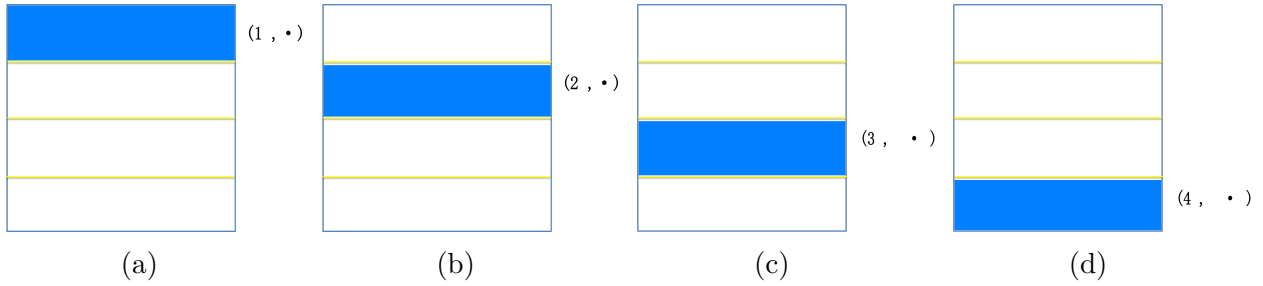 (1 , •)
(2 , •)
(3 , • )
(4 , • )
(a) (b) (c) (d)